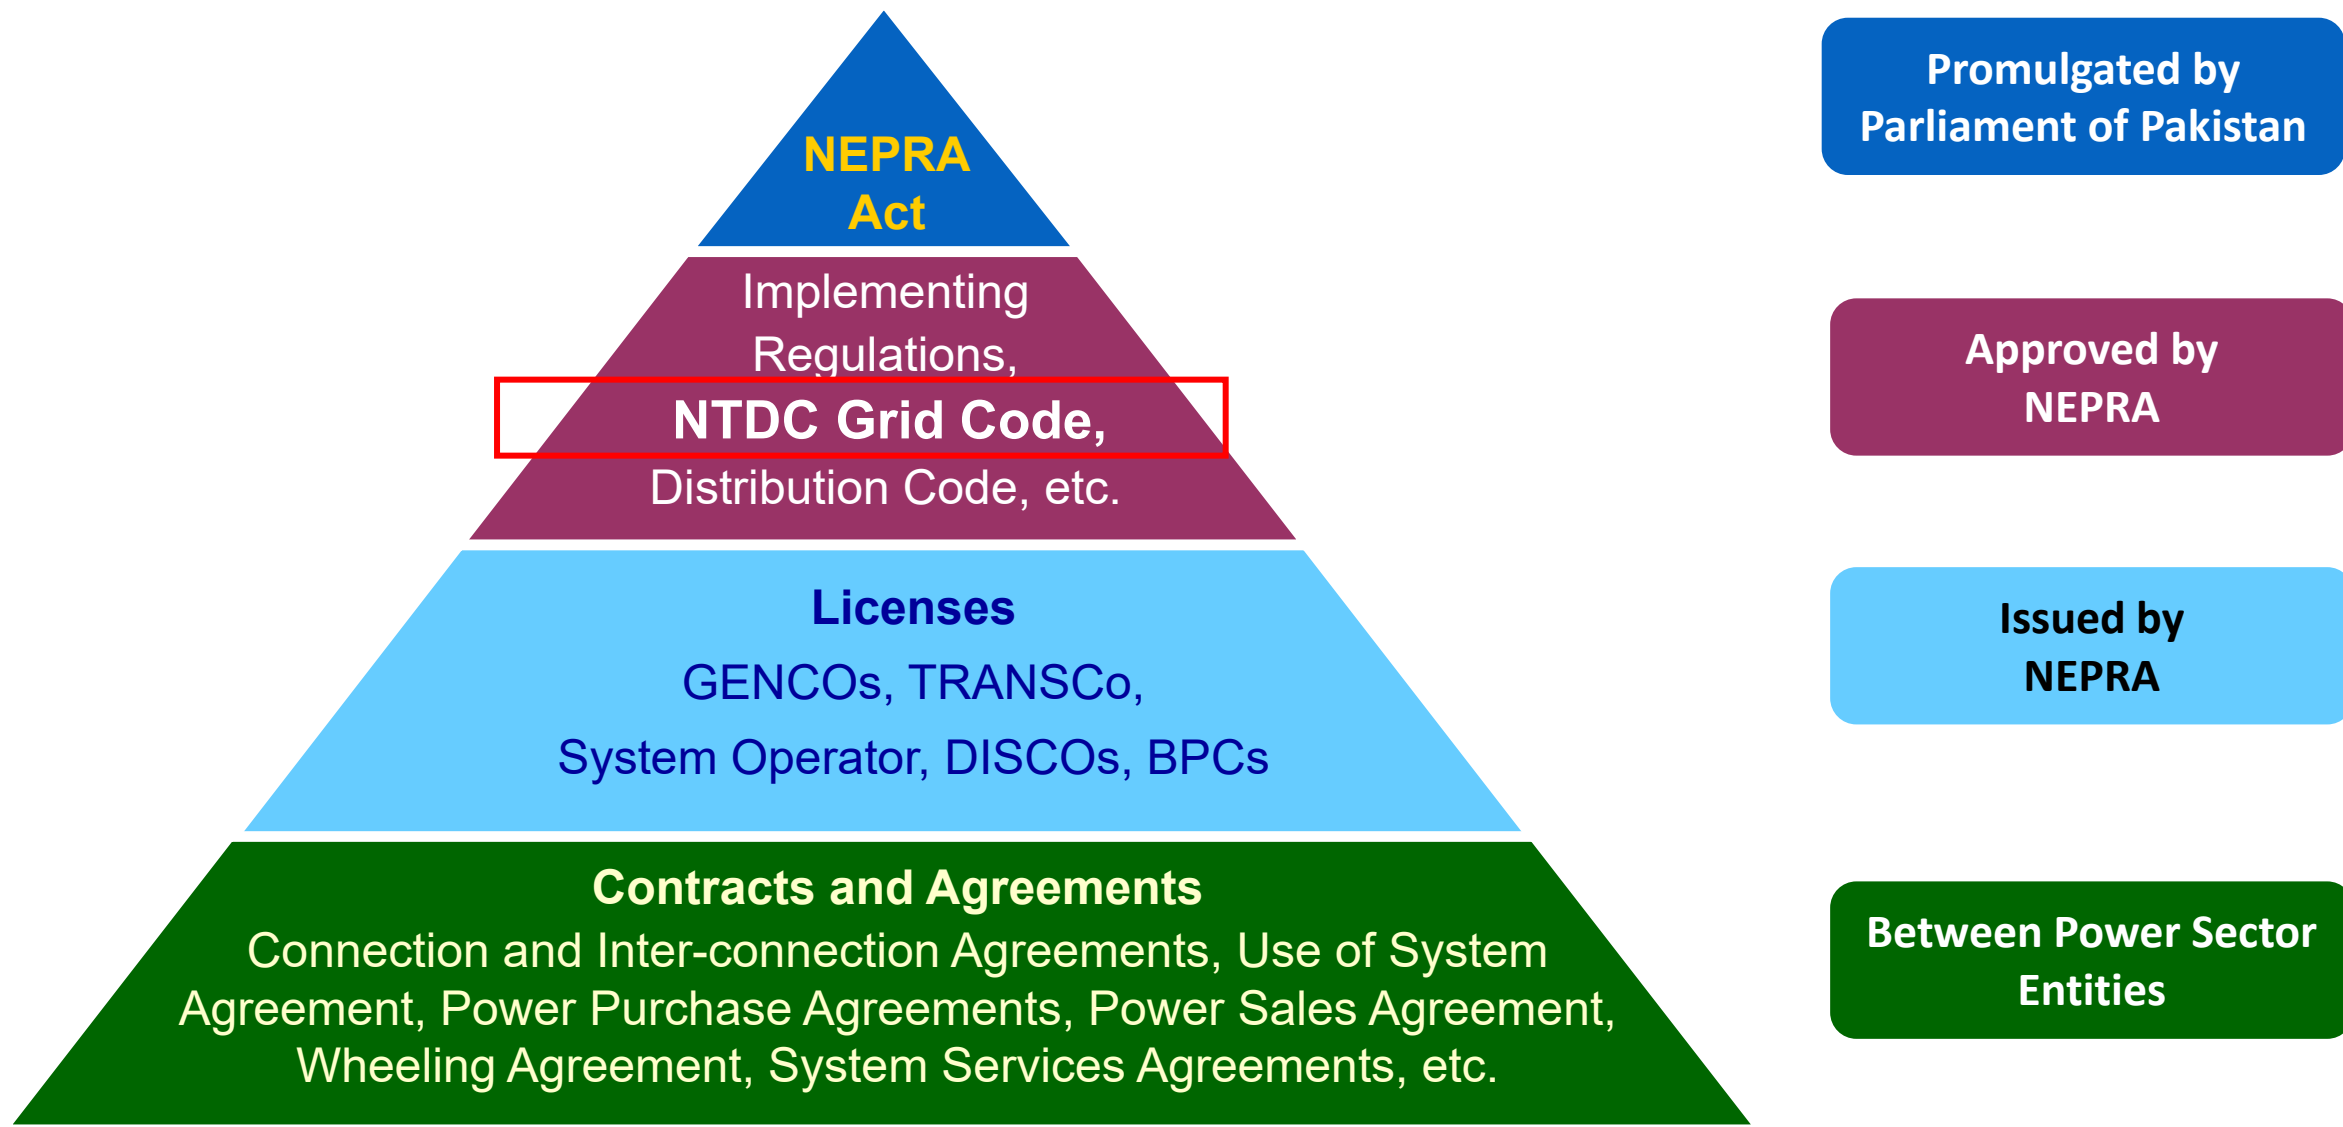 NEPRA
Act
Promulgated by
Parliament of Pakistan
Implementing
Regulations,
NTDC Grid Code,
Distribution Code, etc.
Approved by
NEPRA
Licenses
GENCOs, TRANSCo,
System Operator, DISCOs, BPCs
Issued by
NEPRA
Contracts and Agreements
Connection and Inter-connection Agreements, Use of System
Agreement, Power Purchase Agreements, Power Sales Agreement,
Wheeling Agreement, System Services Agreements, etc.
Between Power Sector
Entities